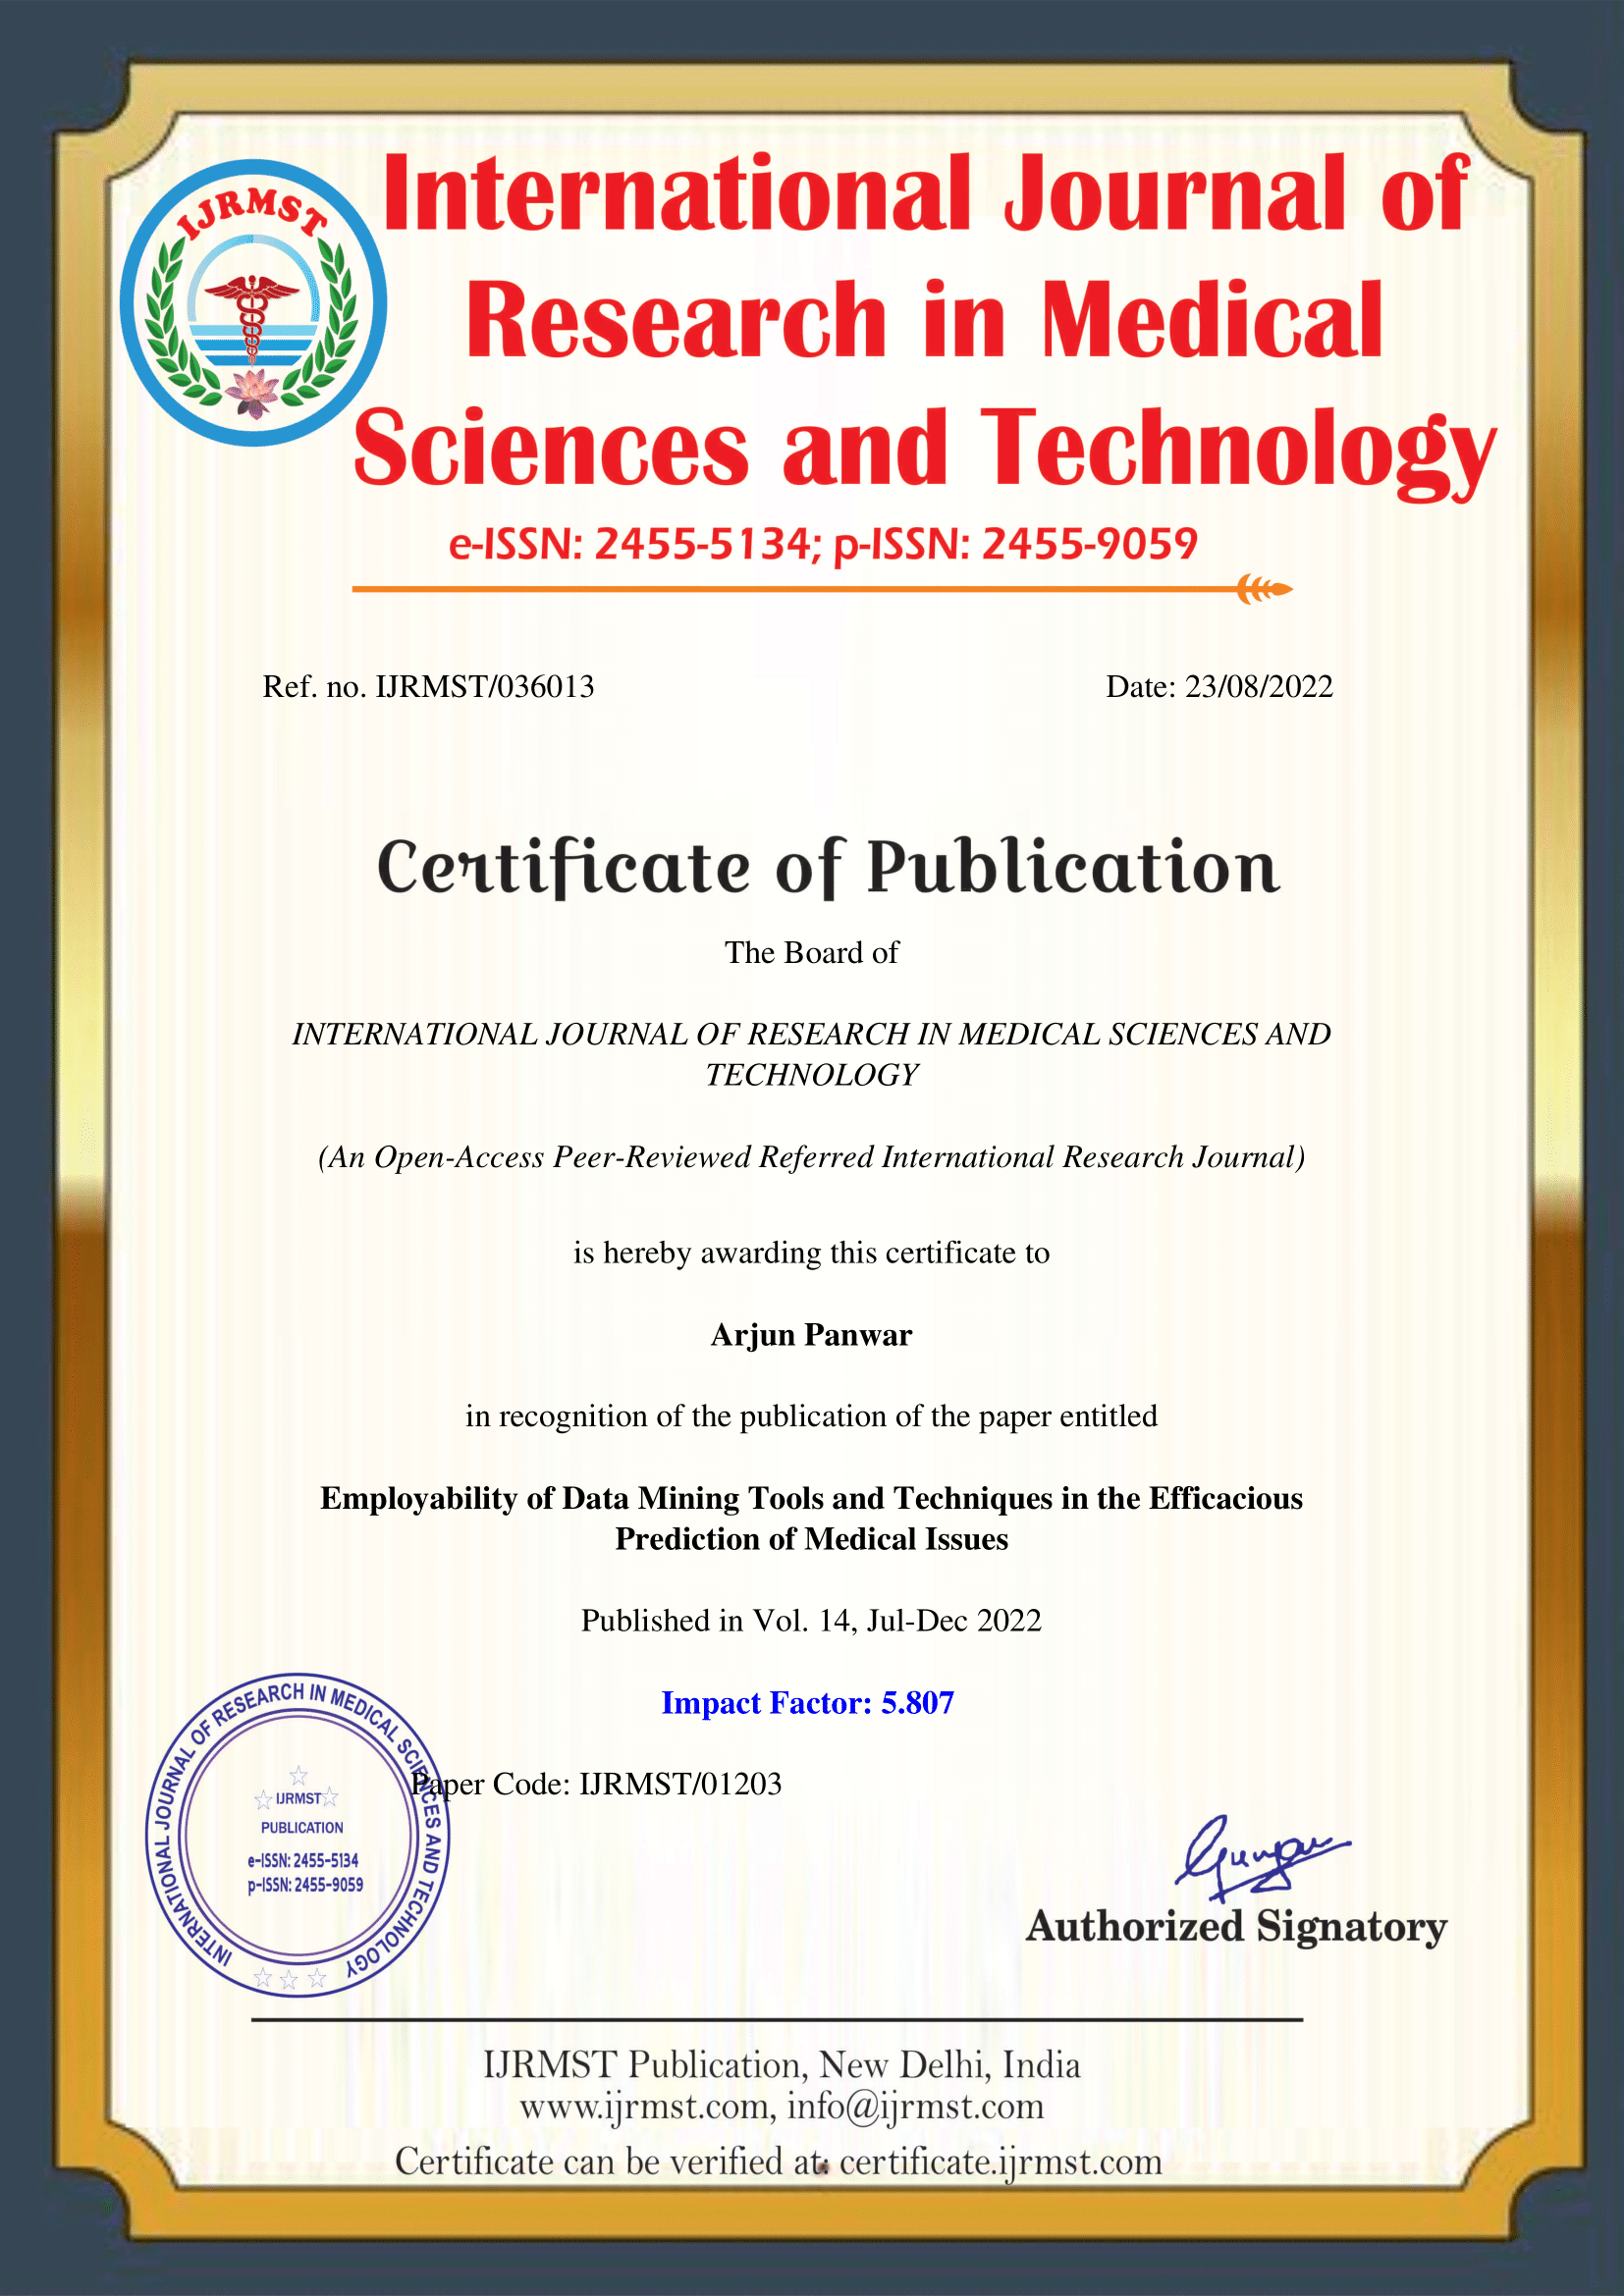 IJRMST
International Journal of
Research in Medical
Sciences and Technology
e-ISSN: 2455-5134; p-ISSN: 2455-9059
Ref. no. IJRMST/036013
Date: 23/08/2022
Certificate of Publication
The Board of
INTERNATIONAL JOURNAL OF RESEARCH IN MEDICAL SCIENCES AND
TECHNOLOGY
(An Open-Access Peer-Reviewed Referred International Research Journal)
is hereby awarding this certificate to
Arjun Panwar
in recognition of the publication of the paper entitled
Employability of Data Mining Tools and Techniques in the Efficacious
Prediction of Medical Issues
Published in Vol. 14, Jul-Dec 2022
Impact Factor: 5.807
Paper Code: IJRMST/01203
INTERNATIONAL JOURNAL OF RESEARCH IN MEDICAL SCIENCES AND TECHNOLOGY
IJRMST
PUBLICATION
e-ISSN: 2455-5134
p-ISSN: 2455-9059
Authorized Signatory
IJRMST Publication, New Delhi, India
www.ijrmst.com, info@ijrmst.com
Certificate can be verified at: certificate.ijrmst.com